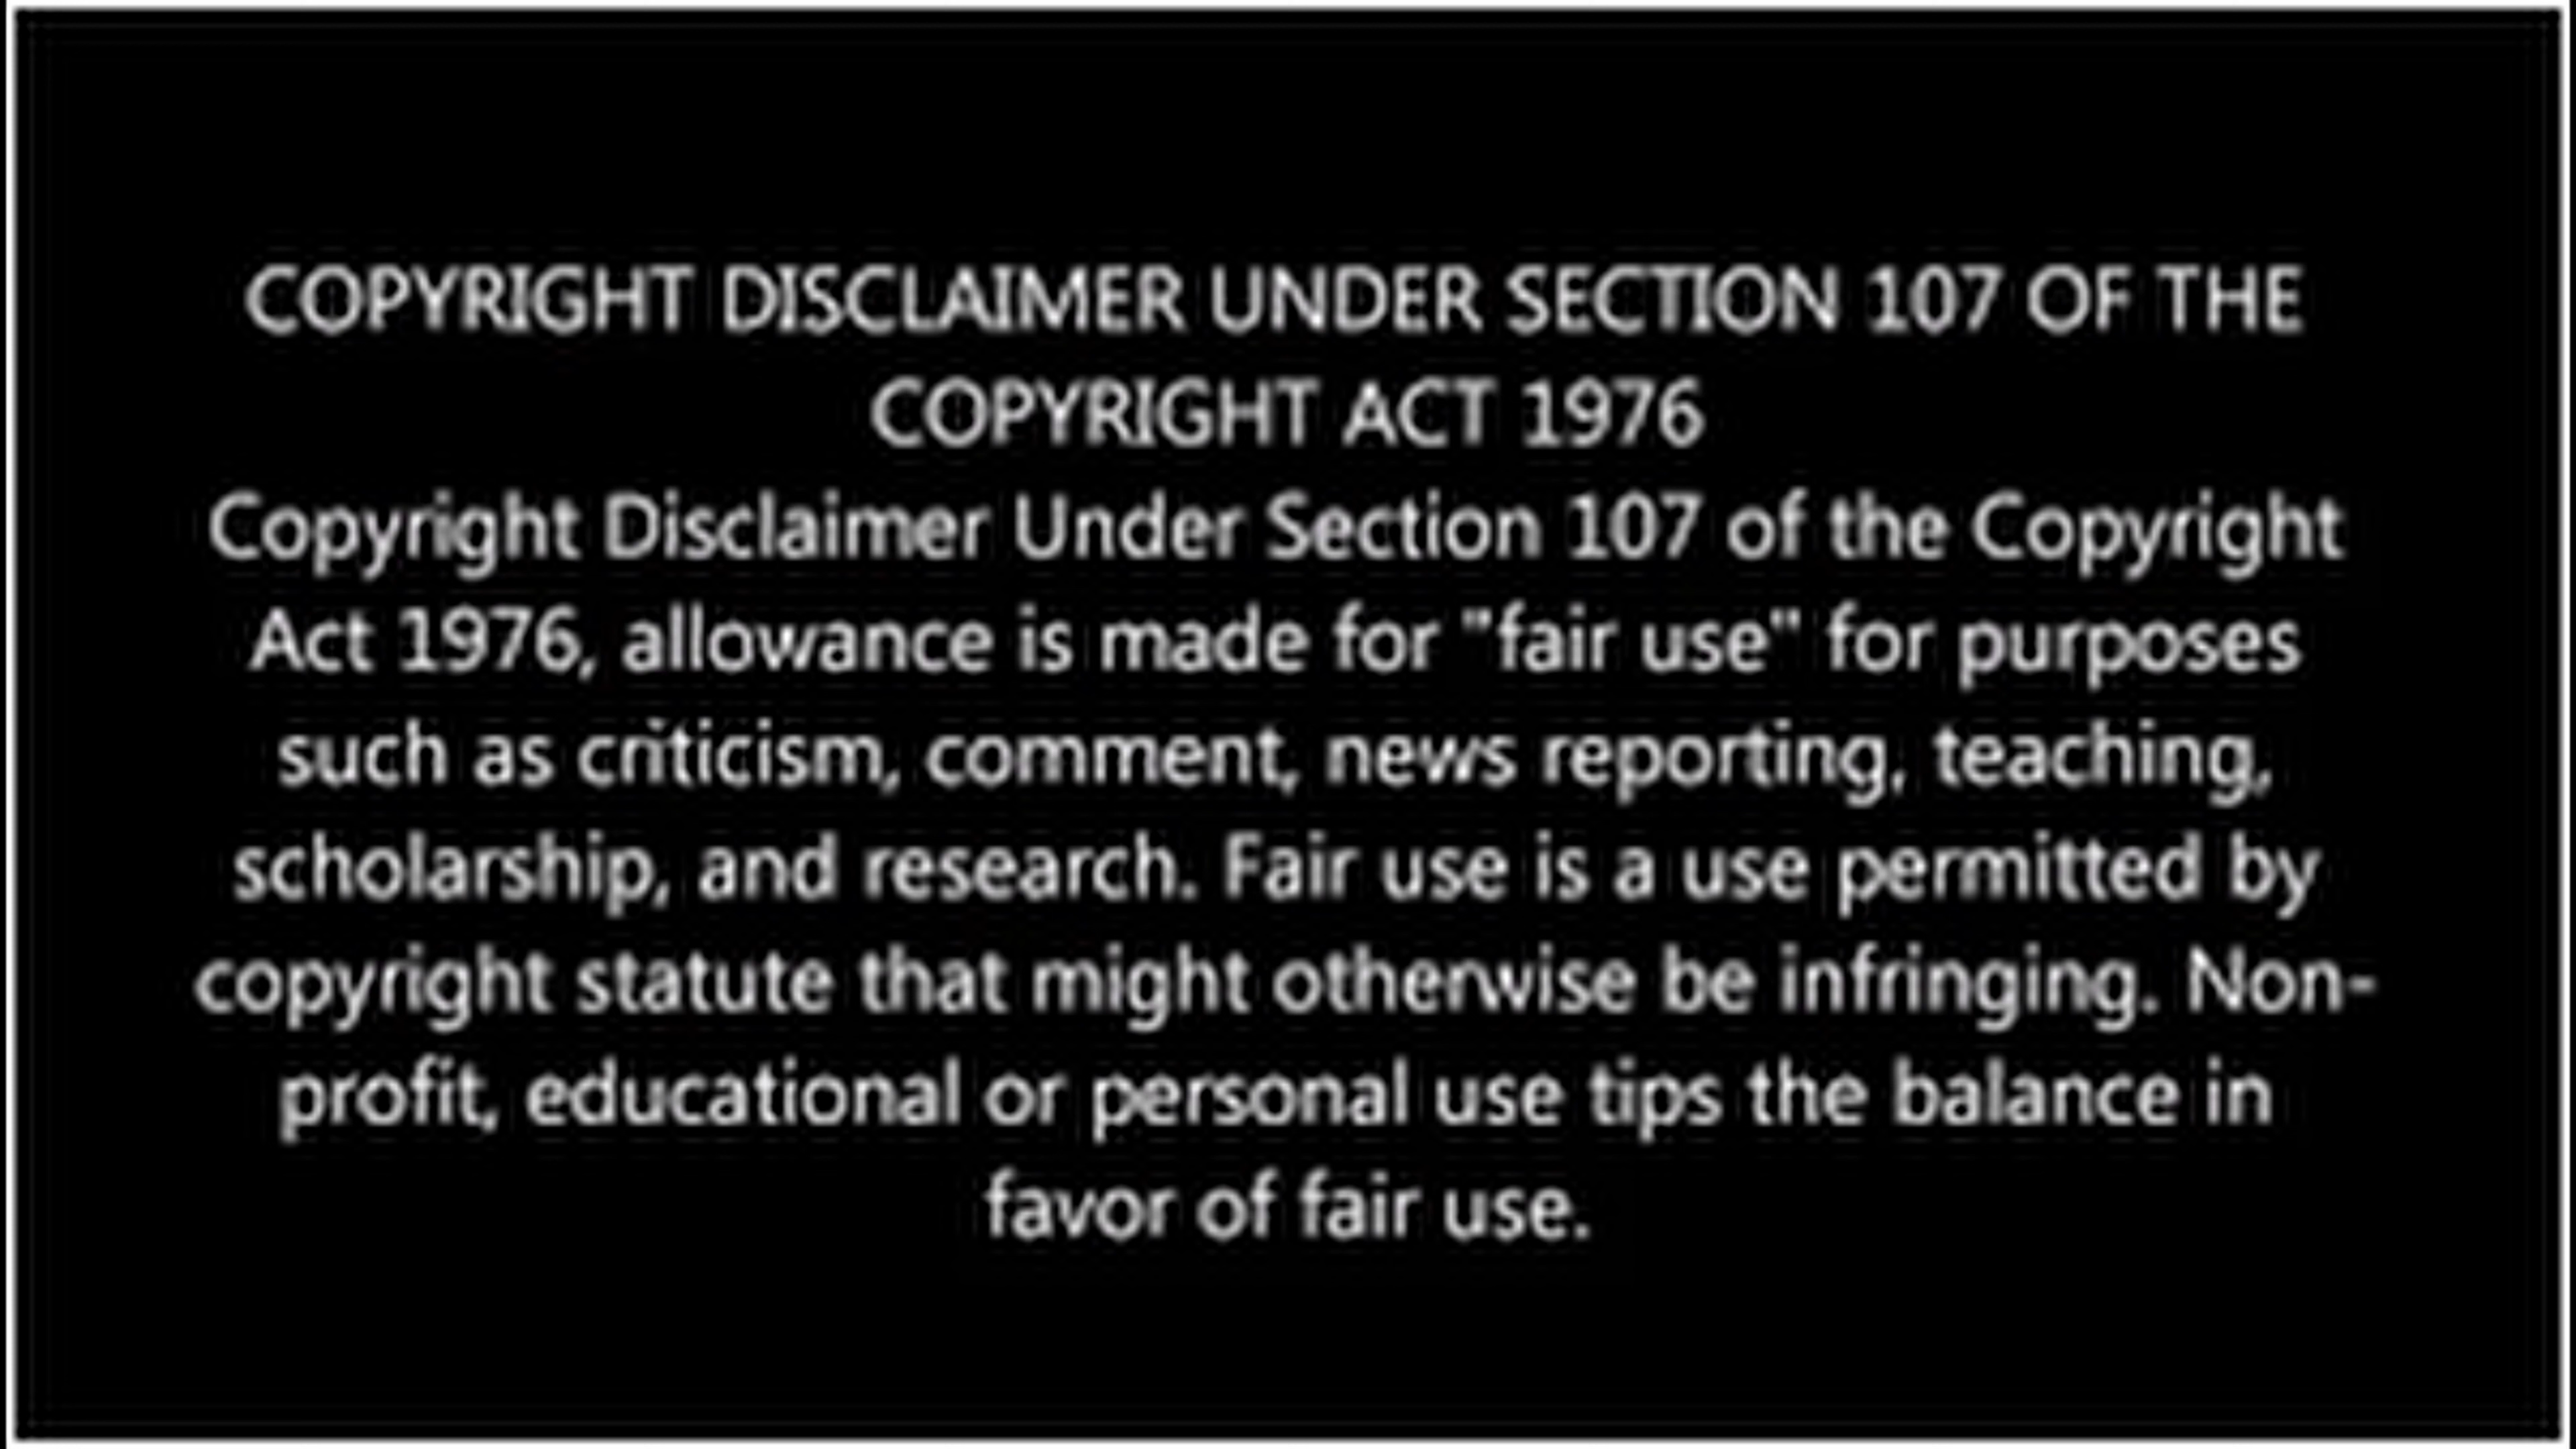 COPYRIGHT DISCLAIMER UNDER SECTION 107 OF THE
COPYRIGHT ACT 1976
Copyright Disclaimer Under Section 107 of the Copyright
Act 1976, allowance is made for "fair use" for purposes
such as criticism, comment, news reporting, teaching,
scholarship, and research. Fair use is a use permitted by
copyright statute that might otherwise be infringing. Non-
profit, educational or personal use tips the balance in
favor of fair use.